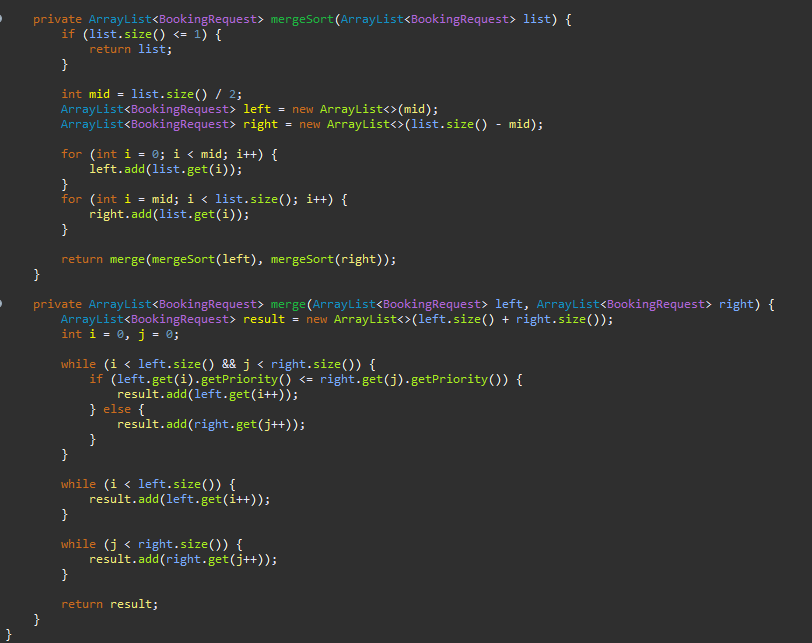 private ArrayList<BookingRequest> mergeSort(ArrayList<BookingRequest> list) {
if (list.size() <= 1) {
return list;
}
int mid = list.size() / 2;
ArrayList<BookingRequest> left = new ArrayList<>(mid);
ArrayList<BookingRequest> right = new ArrayList<>(list.size() - mid);
for (int i = 0; i < mid; i++) {
left.add(list.get(i));
}
for (int i = mid; i < list.size(); i++) {
right.add(list.get(i));
}
return merge(mergeSort(left), mergeSort(right));
}
private ArrayList<BookingRequest> merge(ArrayList<BookingRequest> left, ArrayList<BookingRequest> right) {
ArrayList<BookingRequest> result = new ArrayList<>(left.size() + right.size());
int i = 0, j = 0;
while (i < left.size() && j < right.size()) {
if (left.get(i).getPriority() <= right.get(j).getPriority()) {
result.add(left.get(i++));
} else {
result.add(right.get(j++));
}
}
while (i < left.size()) {
result.add(left.get(i++));
}
while (j < right.size()) {
result.add(right.get(j++));
}
return result;
}
}